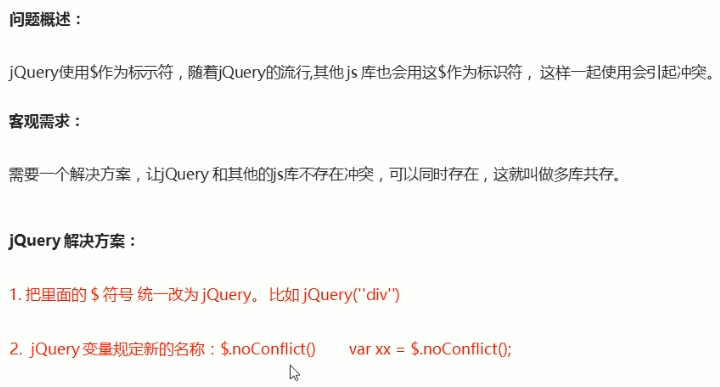 问题概述：
jQuery使用$作为标示符，随着jQuery的流行,其他 js 库也会用这$作为标识符， 这样一起使用会引起冲突。
客观需求：
需要一个解决方案，让jQuery 和其他的js库不存在冲突，可以同时存在，这就叫做多库共存。
jQuery 解决方案：
1. 把里面的 $ 符号 统一改为 jQuery。 比如 jQuery(''div'')
2. jQuery 变量规定新的名称：$.noConflict() var xx = $.noConflict();